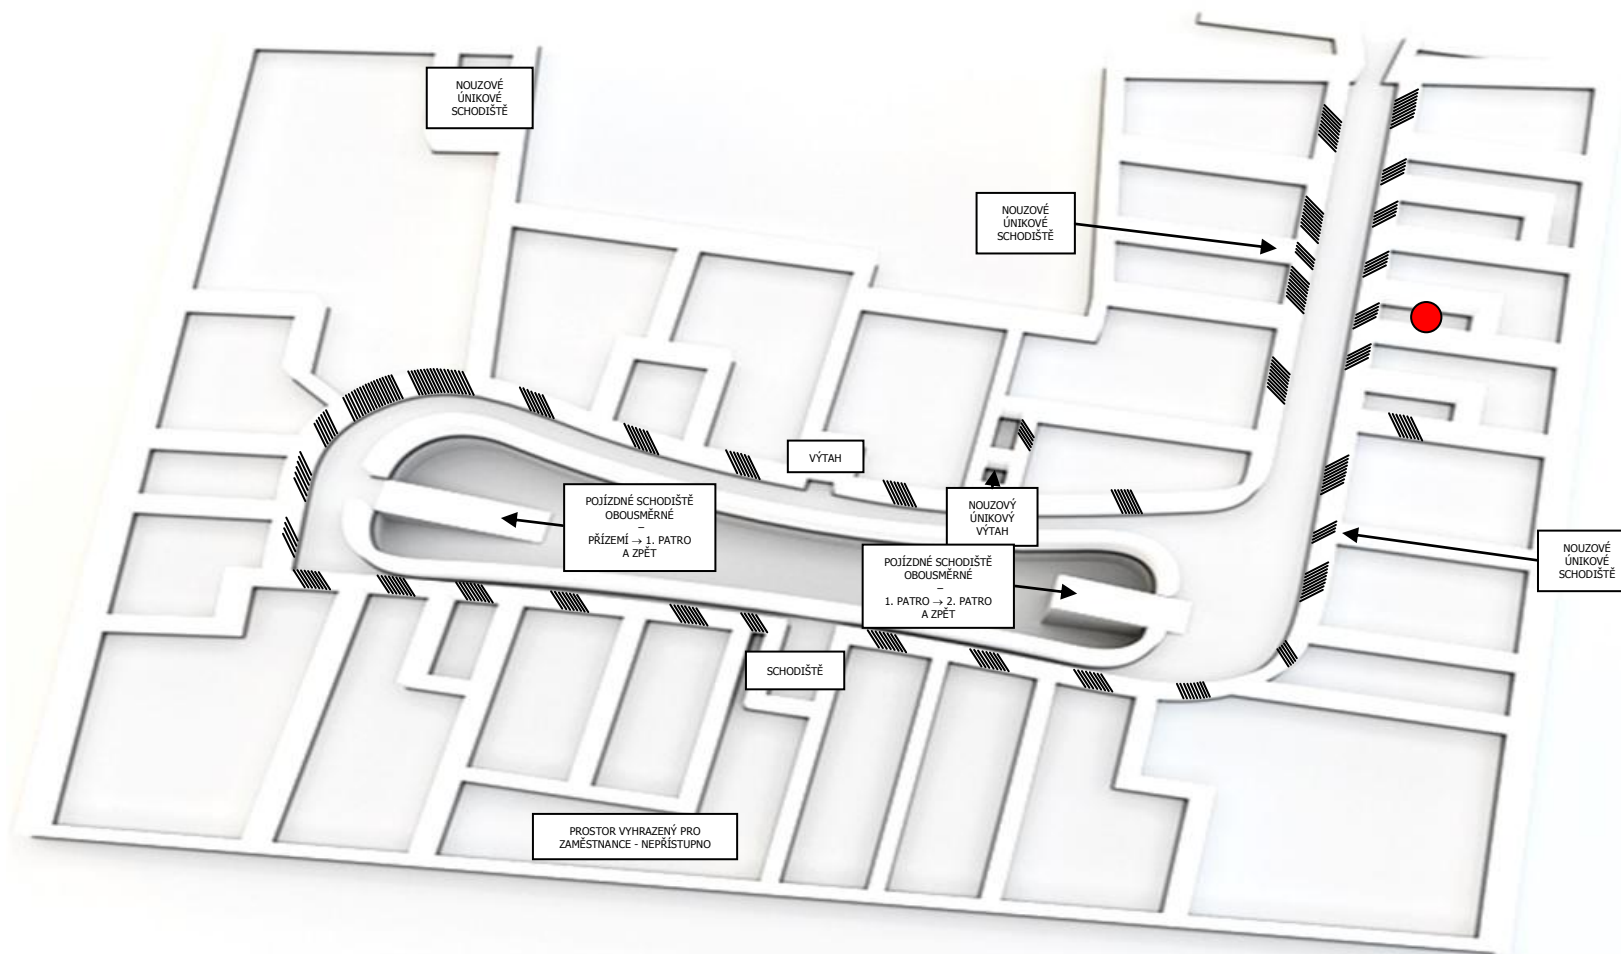 NOUZOVÉ
ÚNIKOVÉ
SCHODIŠTĚ
NOUZOVÉ
ÚNIKOVÉ
SCHODIŠTĚ
VÝTAH
POJÍZDNÉ SCHODIŠTĚ
OBOUSMĚRNÉ
–
PŘÍZEMÍ → 1. PATRO
A ZPĚT
NOUZOVÝ
ÚNIKOVÝ
VÝTAH
POJÍZDNÉ SCHODIŠTĚ
OBOUSMĚRNÉ
–
1. PATRO → 2. PATRO
A ZPĚT
NOUZOVÉ
ÚNIKOVÉ
SCHODIŠTĚ
SCHODIŠTĚ
PROSTOR VYHRAZENÝ PRO
ZAMĚSTNANCE - NEPŘÍSTUPNO